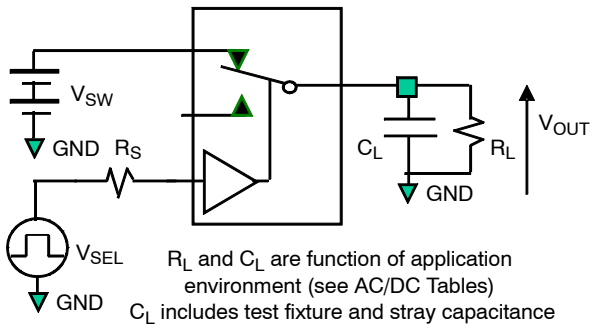 V_SW
GND
R_S
C_L
R_L
V_OUT
GND
V_SEL
GND
R_L and C_L are function of application
environment (see AC/DC Tables)
C_L includes test fixture and stray capacitance